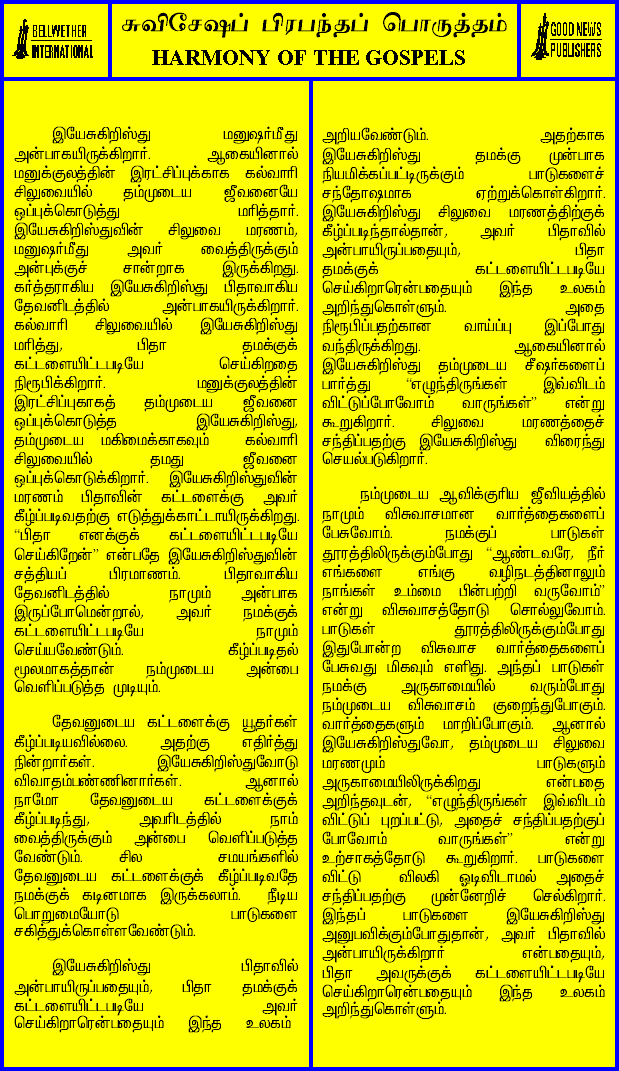 BELLWETHER
INTERNATIONAL
சுவிசேஷப் பிரபந்தப் பொருத்தம்
HARMONY OF THE GOSPELS
GOOD NEWS
PUBLISHERS
இயேசுகிறிஸ்து மனுஷர்மீது
அன்பாகயிருக்கிறார். ஆகையினால்
மனுக்குலத்தின் இரட்சிப்புக்காக கல்வாரி
சிலுவையில் தம்முடைய ஜீவனையே
ஒப்புக்கொடுத்து மரித்தார்.
இயேசுகிறிஸ்துவின் சிலுவை மரணம்,
மனுஷர்மீது அவர் வைத்திருக்கும்
அன்புக்குச் சான்றாக இருக்கிறது.
கர்த்தராகிய இயேசுகிறிஸ்து பிதாவாகிய
தேவனிடத்தில் அன்பாகயிருக்கிறார்.
கல்வாரி சிலுவையில் இயேசுகிறிஸ்து
மரித்து, பிதா தமக்குக்
கட்டளையிட்டபடியே செய்கிறதை
நிரூபிக்கிறார். மனுக்குலத்தின்
இரட்சிப்புகாகத் தம்முடைய ஜீவனை
ஒப்புக்கொடுத்த இயேசுகிறிஸ்து,
தம்முடைய மகிமைக்காகவும் கல்வாரி
சிலுவையில் தமது ஜீவனை
ஒப்புக்கொடுக்கிறார். இயேசுகிறிஸ்துவின்
மரணம் பிதாவின் கட்டளைக்கு அவர்
கீழ்ப்படிவதற்கு எடுத்துக்காட்டாயிருக்கிறது.
“பிதா எனக்குக் கட்டளையிட்டபடியே
செய்கிறேன்” என்பதே இயேசுகிறிஸ்துவின்
சத்தியப் பிரமாணம். பிதாவாகிய
தேவனிடத்தில் நாமும் அன்பாக
இருப்போமென்றால், அவர் நமக்குக்
கட்டளையிட்டபடியே நாமும்
செய்யவேண்டும். கீழ்ப்படிதல்
மூலமாகத்தான் நம்முடைய அன்பை
வெளிப்படுத்த முடியும்.
தேவனுடைய கட்டளைக்கு யூதர்கள்
கீழ்ப்படியவில்லை. அதற்கு எதிர்த்து
நின்றார்கள். இயேசுகிறிஸ்துவோடு
விவாதம்பண்ணினார்கள். ஆனால்
நாமோ தேவனுடைய கட்டளைக்குக்
கீழ்ப்படிந்து, அவரிடத்தில் நாம்
வைத்திருக்கும் அன்பை வெளிப்படுத்த
வேண்டும். சில சமயங்களில்
தேவனுடைய கட்டளைக்குக் கீழ்ப்படிவதே
நமக்குக் கடினமாக இருக்கலாம். நீடிய
பொறுமையோடு பாடுகளை
சகித்துக்கொள்ளவேண்டும்.
இயேசுகிறிஸ்து பிதாவில்
அன்பாயிருப்பதையும், பிதா தமக்குக்
கட்டளையிட்டபடியே அவர்
செய்கிறாரென்பதையும் இந்த உலகம்
அறியவேண்டும். அதற்காக
இயேசுகிறிஸ்து தமக்கு முன்பாக
நியமிக்கப்பட்டிருக்கும் பாடுகளைச்
சந்தோஷமாக ஏற்றுக்கொள்கிறார்.
இயேசுகிறிஸ்து சிலுவை மரணத்திற்குக்
கீழ்ப்படிந்தால்தான், அவர் பிதாவில்
அன்பாயிருப்பதையும், பிதா
தமக்குக் கட்டளையிட்டபடியே
செய்கிறாரென்பதையும் இந்த உலகம்
அறிந்துகொள்ளும். அதை
நிரூபிப்பதற்கான வாய்ப்பு இப்போது
வந்திருக்கிறது. ஆகையினால்
இயேசுகிறிஸ்து தம்முடைய சீஷர்களைப்
பார்த்து “எழுந்திருங்கள் இவ்விடம்
விட்டுப்போவோம் வாருங்கள்” என்று
கூறுகிறார். சிலுவை மரணத்தைச்
சந்திப்பதற்கு இயேசுகிறிஸ்து விரைந்து
செயல்படுகிறார்.
நம்முடைய ஆவிக்குரிய ஜீவியத்தில்
நாமும் விசுவாசமான வார்த்தைகளைப்
பேசுவோம். நமக்குப் பாடுகள்
தூரத்திலிருக்கும்போது “ஆண்டவரே, நீர்
எங்களை எங்கு வழிநடத்தினாலும்
நாங்கள் உம்மை பின்பற்றி வருவோம்”
என்று விசுவாசத்தோடு சொல்லுவோம்.
பாடுகள் தூரத்திலிருக்கும்போது
இதுபோன்ற விசுவாச வார்த்தைகளைப்
பேசுவது மிகவும் எளிது. அந்தப் பாடுகள்
நமக்கு அருகாமையில் வரும்போது
நம்முடைய விசுவாசம் குறைந்துபோகும்.
வார்த்தைகளும் மாறிப்போகும். ஆனால்
இயேசுகிறிஸ்துவோ, தம்முடைய சிலுவை
மரணமும் பாடுகளும்
அருகாமையிலிருக்கிறது என்பதை
அறிந்தவுடன், “எழுந்திருங்கள் இவ்விடம்
விட்டுப் புறப்பட்டு, அதைச் சந்திப்பதற்குப்
போவோம் வாருங்கள்” என்று
உற்சாகத்தோடு கூறுகிறார். பாடுகளை
விட்டு விலகி ஓடிவிடாமல் அதைச்
சந்திப்பதற்கு முன்னேறிச் செல்கிறார்.
இந்தப் பாடுகளை இயேசுகிறிஸ்து
அனுபவிக்கும்போதுதான், அவர் பிதாவில்
அன்பாயிருக்கிறார் என்பதையும்,
பிதா அவருக்குக் கட்டளையிட்டபடியே
செய்கிறாரென்பதையும் இந்த உலகம்
அறிந்துகொள்ளும்.